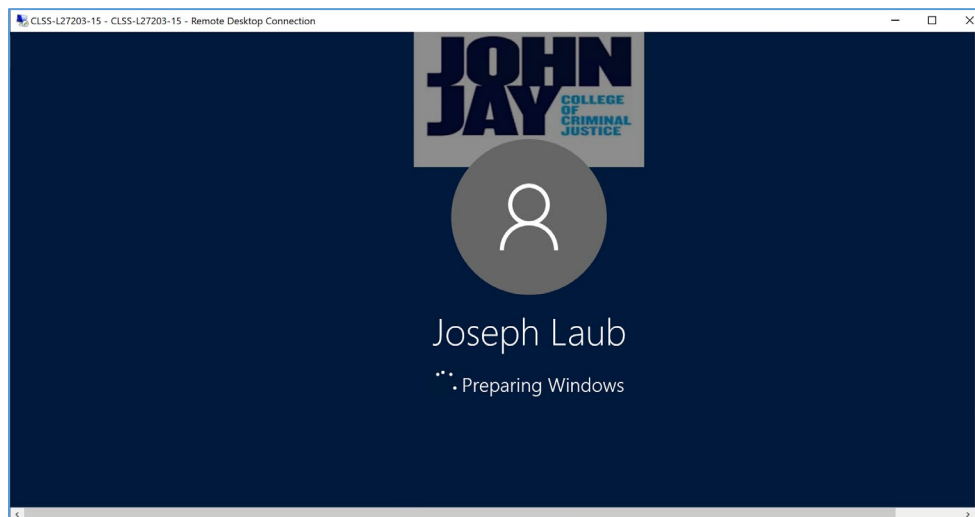 CLSS-L27203-15 - CLSS-L27203-15 - Remote Desktop Connection
JOHN
JAY
COLLEGE
OF
CRIMINAL
JUSTICE
Joseph Laub
Preparing Windows